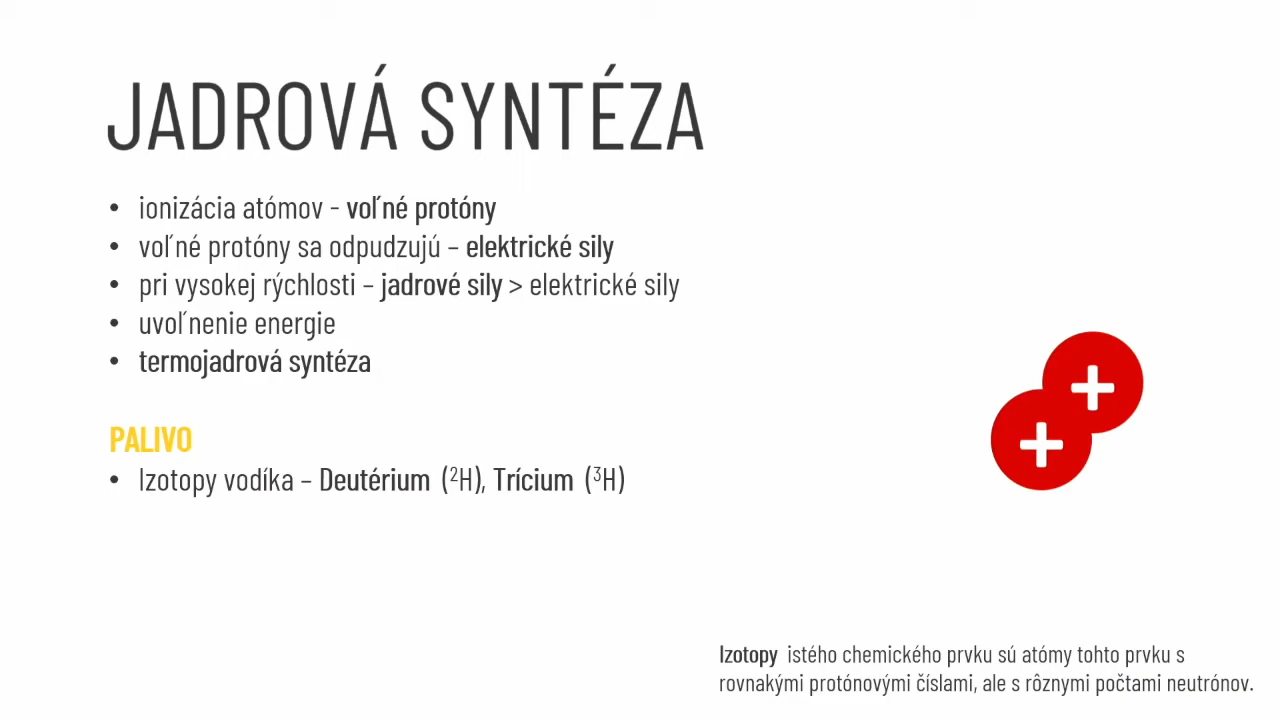 JADROVÁ SYNTÉZA
• ionizácia atómov - voľné protóny
• voľné protóny sa odpudzujú – elektrické sily
• pri vysokej rýchlosti – jadrové sily > elektrické sily
• uvoľnenie energie
• termojadrová syntéza
PALIVO
• Izotopy vodíka – Deutérium (²H), Trícium (³H)
+
+
Izotopy istého chemického prvku sú atómy tohto prvku s
rovnakými protónovými číslami, ale s rôznymi počtami neutrónov.